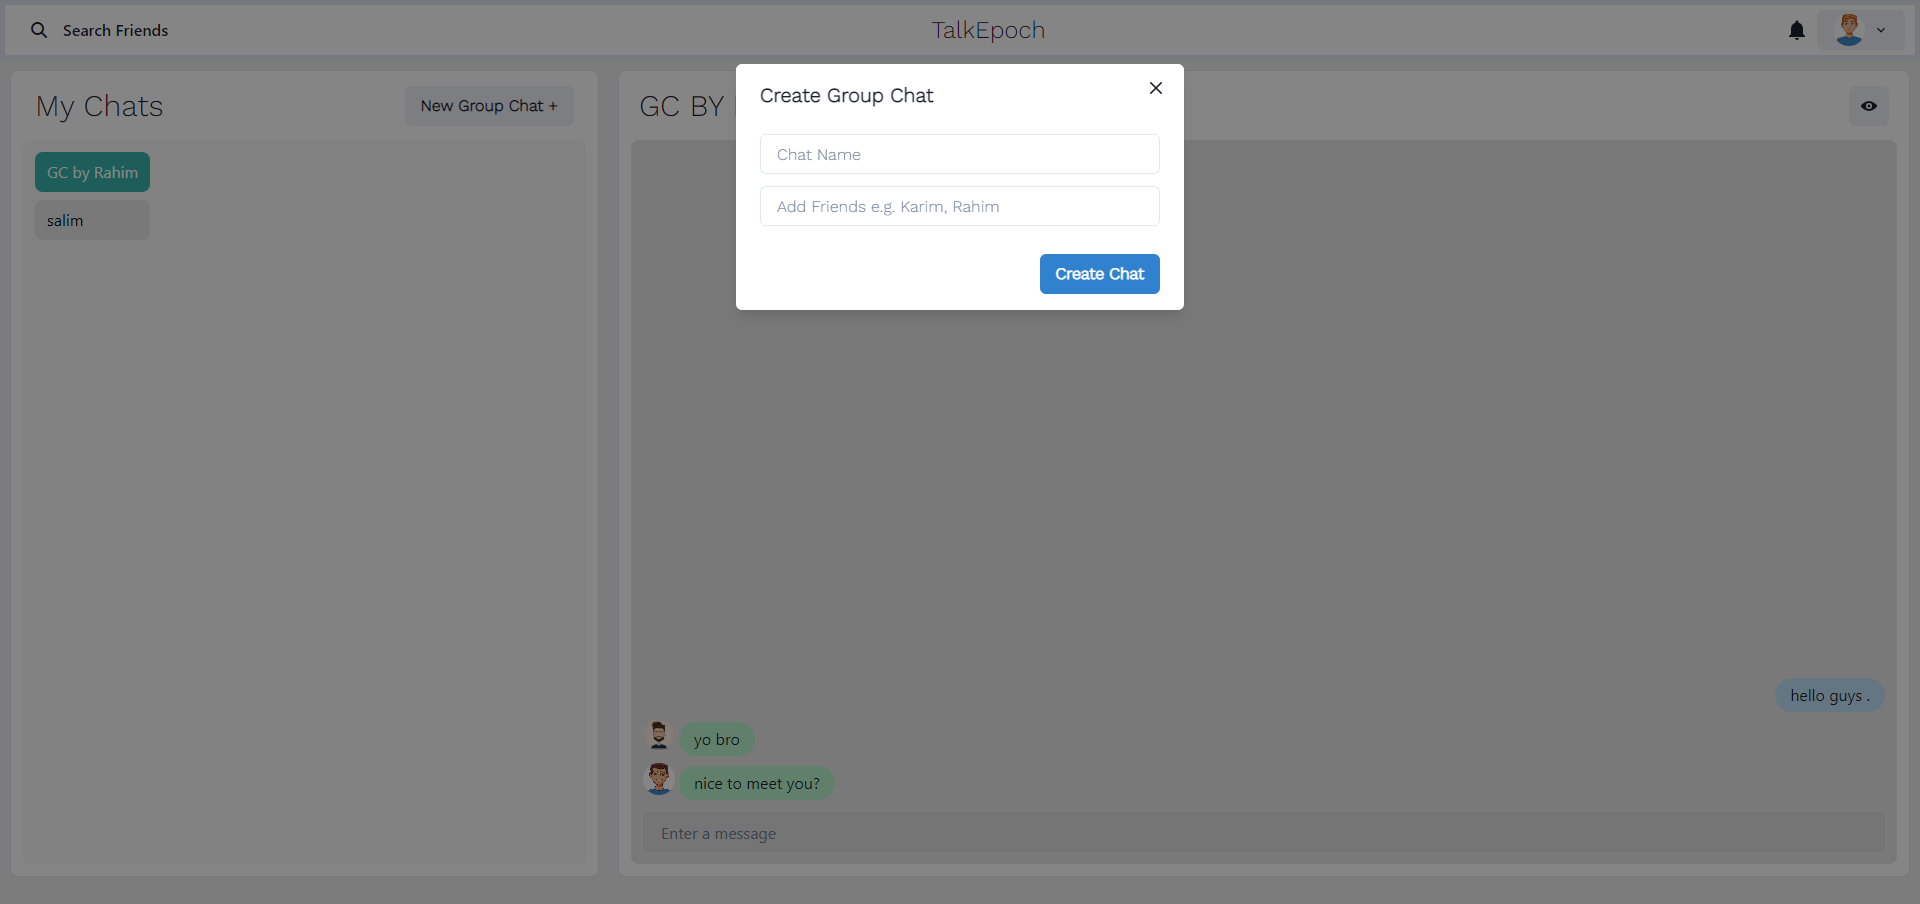 Search Friends
TalkEpoch
My Chats
New Group Chat +
GC by Rahim
salim
GC BY
Create Group Chat
Chat Name
Add Friends e.g. Karim, Rahim
Create Chat
hello guys .
yo bro
nice to meet you?
Enter a message